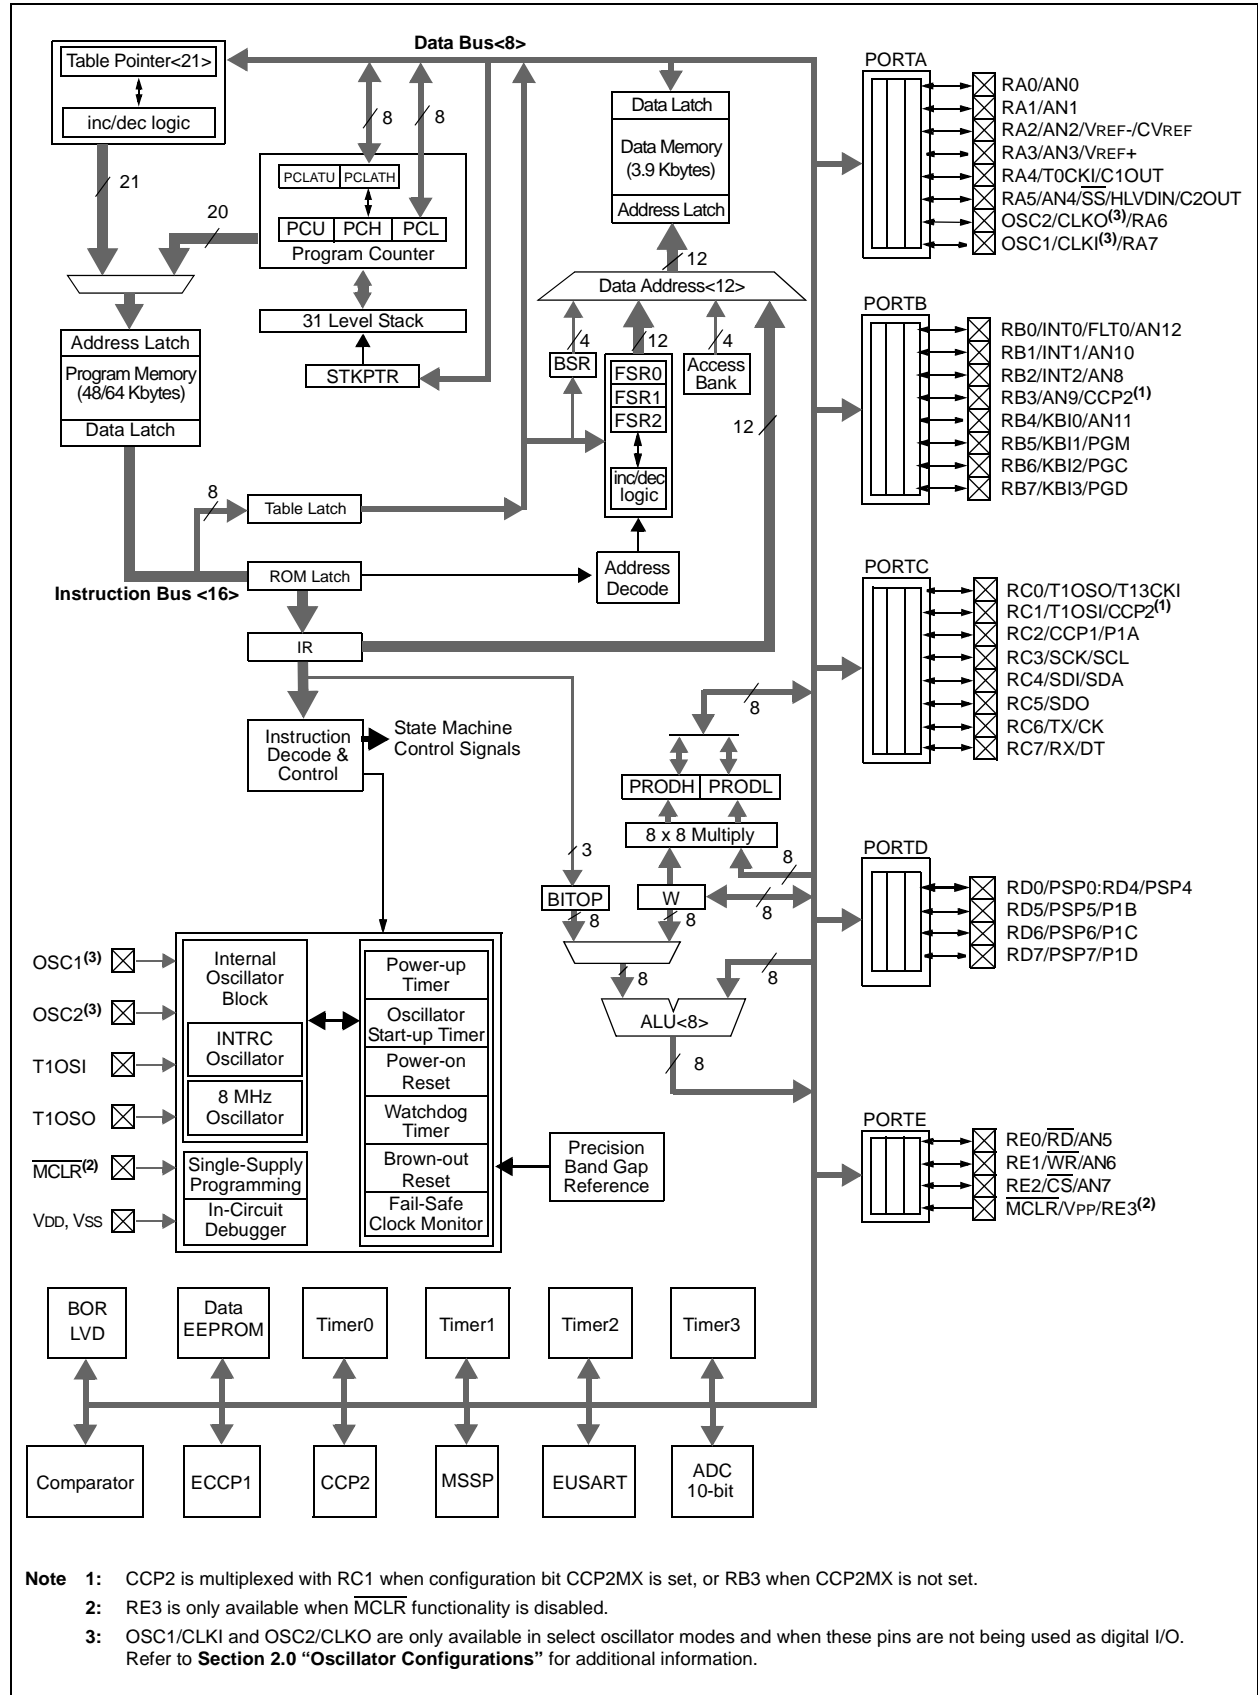 Data Bus<8>
Table Pointer<21>
inc/dec logic
21
20
8
8
PCLATU PCLATH
PCU PCH PCL
Program Counter
31 Level Stack
STKPTR
Data Latch
Data Memory
(3.9 Kbytes)
Address Latch
12
Data Address<12>
4
12
4
BSR
FSR0
FSR1
FSR2
inc/dec
logic
Access
Bank
12
Address Latch
Program Memory
(48/64 Kbytes)
Data Latch
8
Table Latch
ROM Latch
Instruction Bus <16>
IR
Address
Decode
Instruction
Decode &
Control
State Machine
Control Signals
8
PRODH PRODL
8 x 8 Multiply
3
8
BITOP
W
8
8
8
8
8
ALU<8>
8
PORTA
RA0/AN0
RA1/AN1
RA2/AN2/VREF-/CVREF
RA3/AN3/VREF+
RA4/T0CKI/C1OUT
RA5/AN4/SS/HLVDIN/C2OUT
OSC2/CLKO(3)/RA6
OSC1/CLKI(3)/RA7
PORTB
RB0/INT0/FLT0/AN12
RB1/INT1/AN10
RB2/INT2/AN8
RB3/AN9/CCP2(1)
RB4/KBI0/AN11
RB5/KBI1/PGM
RB6/KBI2/PGC
RB7/KBI3/PGD
PORTC
RC0/T1OSO/T13CKI
RC1/T1OSI/CCP2(1)
RC2/CCP1/P1A
RC3/SCK/SCL
RC4/SDI/SDA
RC5/SDO
RC6/TX/CK
RC7/RX/DT
PORTD
RD0/PSP0:RD4/PSP4
RD5/PSP5/P1B
RD6/PSP6/P1C
RD7/PSP7/P1D
PORTE
RE0/RD/AN5
RE1/WR/AN6
RE2/CS/AN7
MCLR/VPP/RE3(2)
OSC1(3)
OSC2(3)
T1OSI
T1OSO
MCLR(2)
VDD, VSS
Internal
Oscillator
Block
INTRC
Oscillator
8 MHz
Oscillator
Single-Supply
Programming
In-Circuit
Debugger
Power-up
Timer
Oscillator
Start-up Timer
Power-on
Reset
Watchdog
Timer
Brown-out
Reset
Fail-Safe
Clock Monitor
Precision
Band Gap
Reference
BOR
LVD
Data
EEPROM
Timer0
Timer1
Timer2
Timer3
Comparator
ECCP1
CCP2
MSSP
EUSART
ADC
10-bit
Note 1: CCP2 is multiplexed with RC1 when configuration bit CCP2MX is set, or RB3 when CCP2MX is not set.
2: RE3 is only available when MCLR functionality is disabled.
3: OSC1/CLKI and OSC2/CLKO are only available in select oscillator modes and when these pins are not being used as digital I/O.
Refer to Section 2.0 “Oscillator Configurations” for additional information.